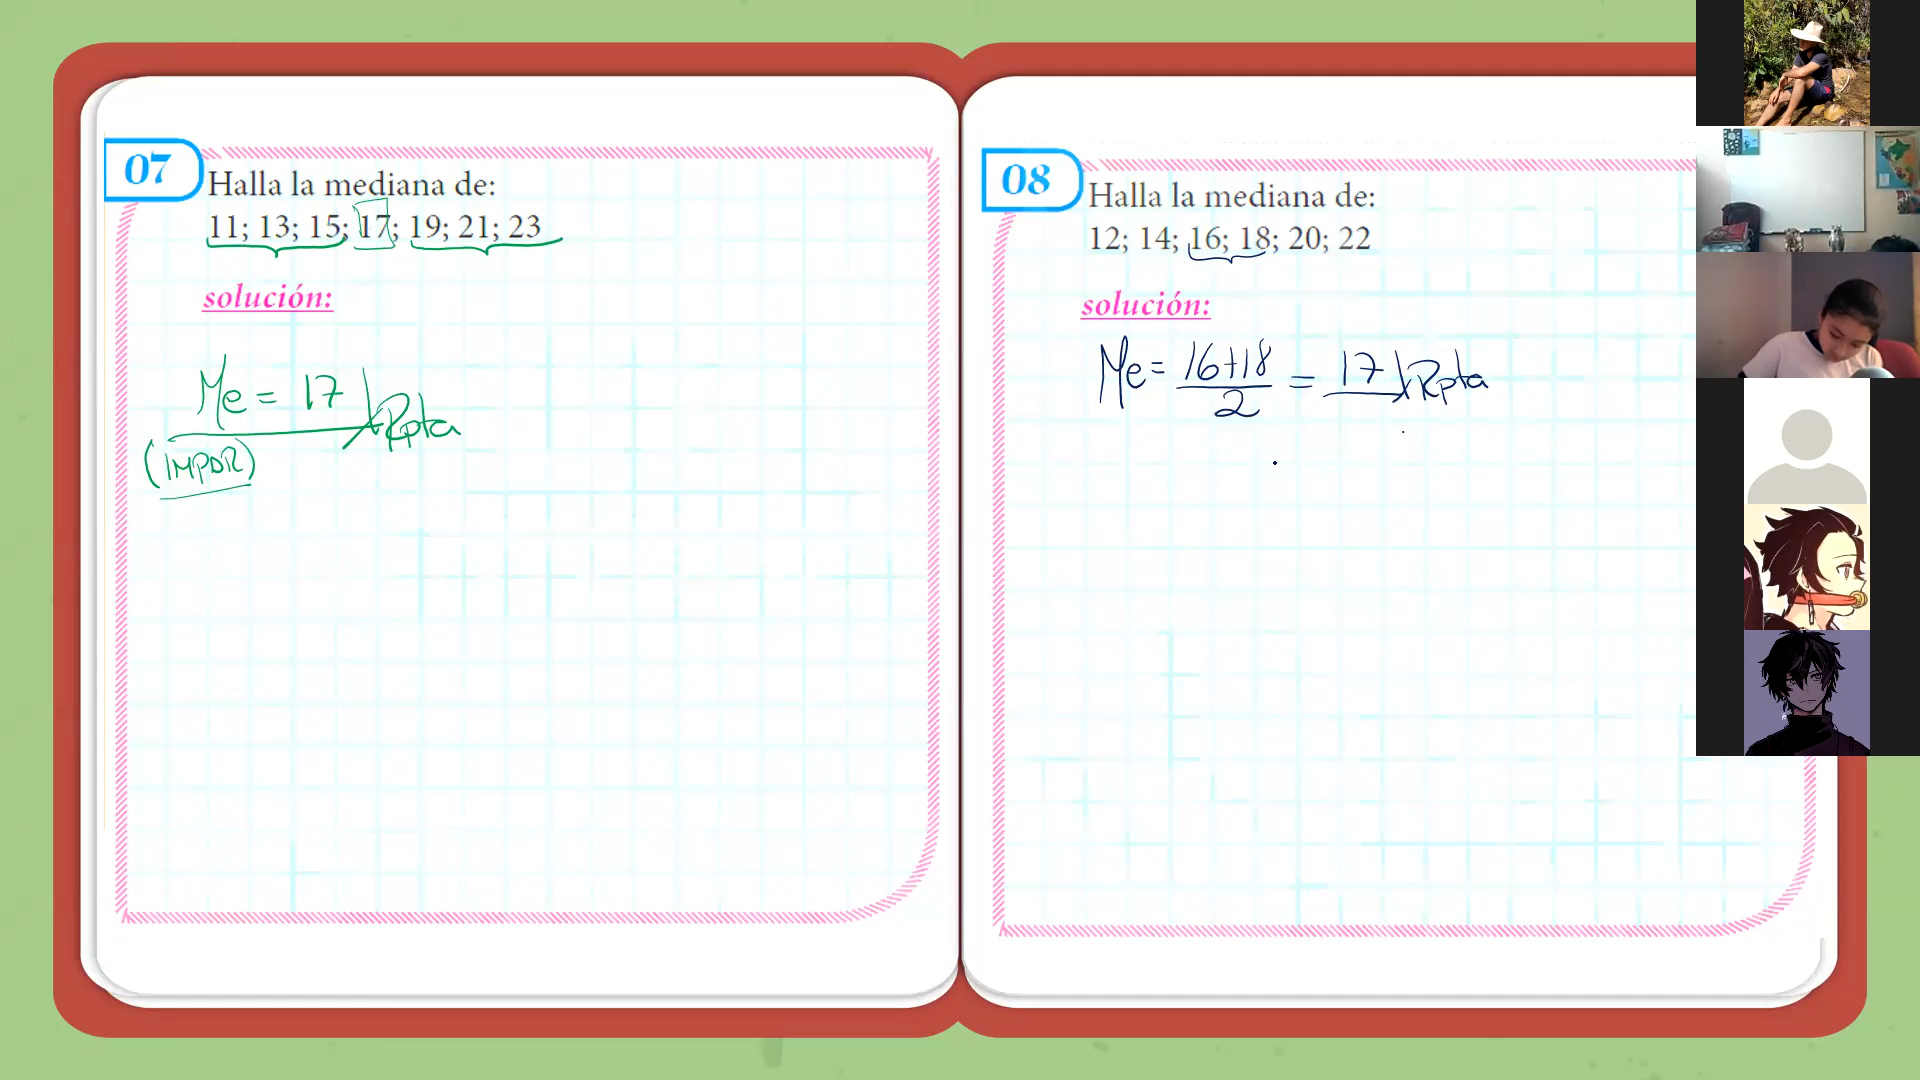 07
Halla la mediana de:
11; 13; 15; 17; 19; 21; 23
solución:
Me = 17 Rpta
(IMPAR)
08
Halla la mediana de:
12; 14; 16; 18; 20; 22
solución:
Me = 16+18 = 17 Rpta
2